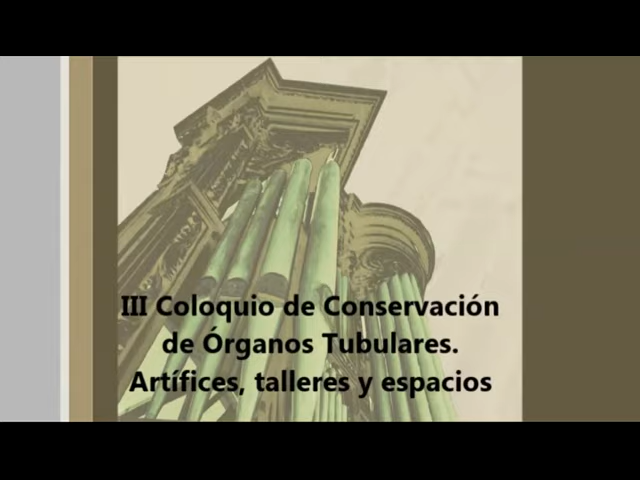 III Coloquio de Conservación
de Órganos Tubulares.
Artífices, talleres y espacios